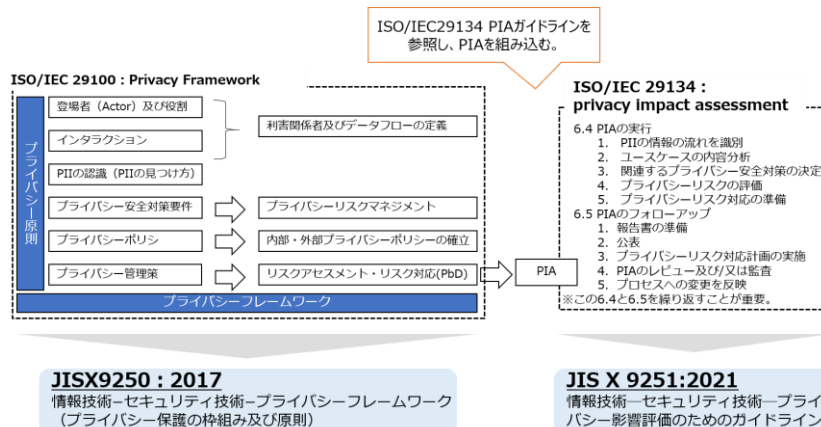 ISO/IEC29134 PIAガイドラインを
参照し、PIAを組み込む。
ISO/IEC 29100：Privacy Framework
プライバシー原則
登場者（Actor）及び役割
インタラクション
利害関係者及びデータフローの定義
PIIの認識（PIIの見つけ方）
プライバシー安全対策要件
プライバシーリスクマネジメント
プライバシーポリシ
内部・外部プライバシーポリシーの確立
プライバシー管理策
リスクアセスメント・リスク対応(PbD)
プライバシーフレームワーク
PIA
ISO/IEC 29134：
privacy impact assessment
6.4 PIAの実行
1. PIIの情報の流れを識別
2. ユースケースの内容分析
3. 関連するプライバシー安全対策の決定
4. プライバシーリスクの評価
5. プライバシーリスク対応の準備
6.5 PIAのフォローアップ
1. 報告書の準備
2. 公表
3. プライバシーリスク対応計画の実施
4. PIAのレビュー及び/又は監査
5. プロセスへの変更を反映
※この6.4と6.5を繰り返すことが重要。
JISX9250：2017
情報技術−セキュリティ技術−プライバシーフレームワーク
（プライバシー保護の枠組み及び原則）
JIS X 9251:2021
情報技術―セキュリティ技術―プライ
バシー影響評価のためのガイドライン